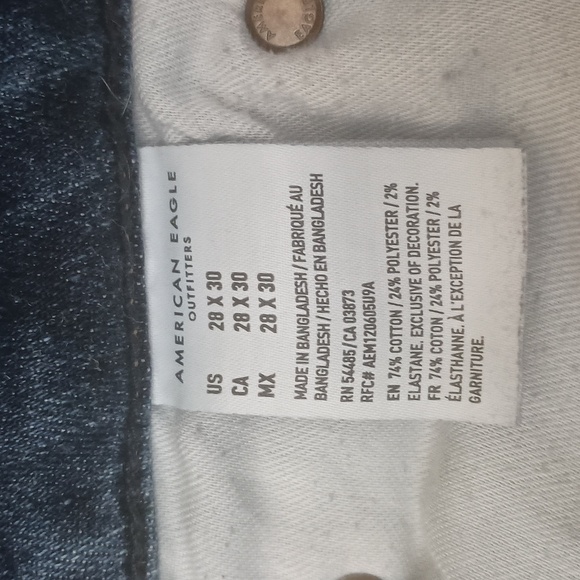 AMERICAN EAGLE
OUTFITTERS
US 28 X 30
CA 28 X 30
MX 28 X 30
MADE IN BANGLADESH / FABRIQUÉ AU
BANGLADESH / HECHO EN BANGLADESH
RN 54485 / CA 03873
RFC# AEM120605U9A
EN 74% COTTON / 24% POLYESTER / 2%
ELASTANE. EXCLUSIVE OF DECORATION.
FR 74% COTON / 24% POLYESTER / 2%
ÉLASTHANNE. À L'EXCEPTION DE LA
GARNITURE.